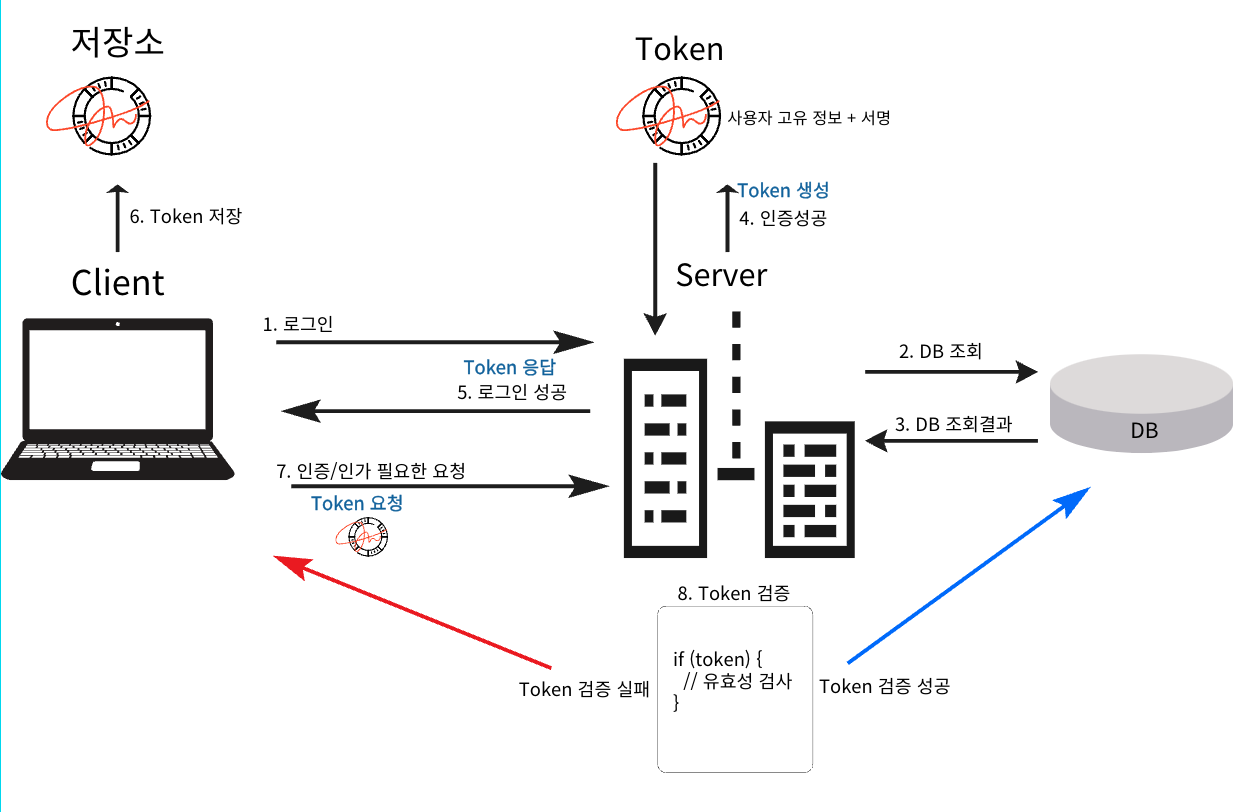 저장소
Token
사용자 고유 정보 + 서명
Token 생성
6. Token 저장
4. 인증성공
Client
Server
1. 로그인
2. DB 조회
Token 응답
5. 로그인 성공
3. DB 조회결과
DB
7. 인증/인가 필요한 요청
Token 요청
8. Token 검증
if (token) {
// 유효성 검사
}
Token 검증 실패
Token 검증 성공